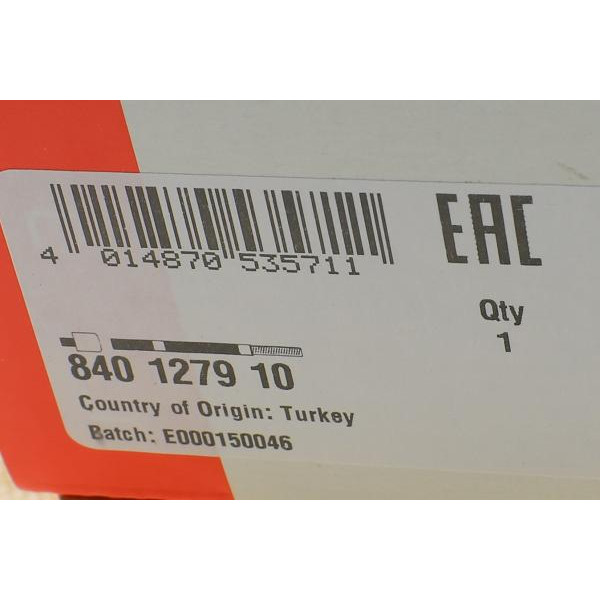 4 014870 535711
EAC
Qty
1
840 1279 10
Country of Origin: Turkey
Batch: E000150046